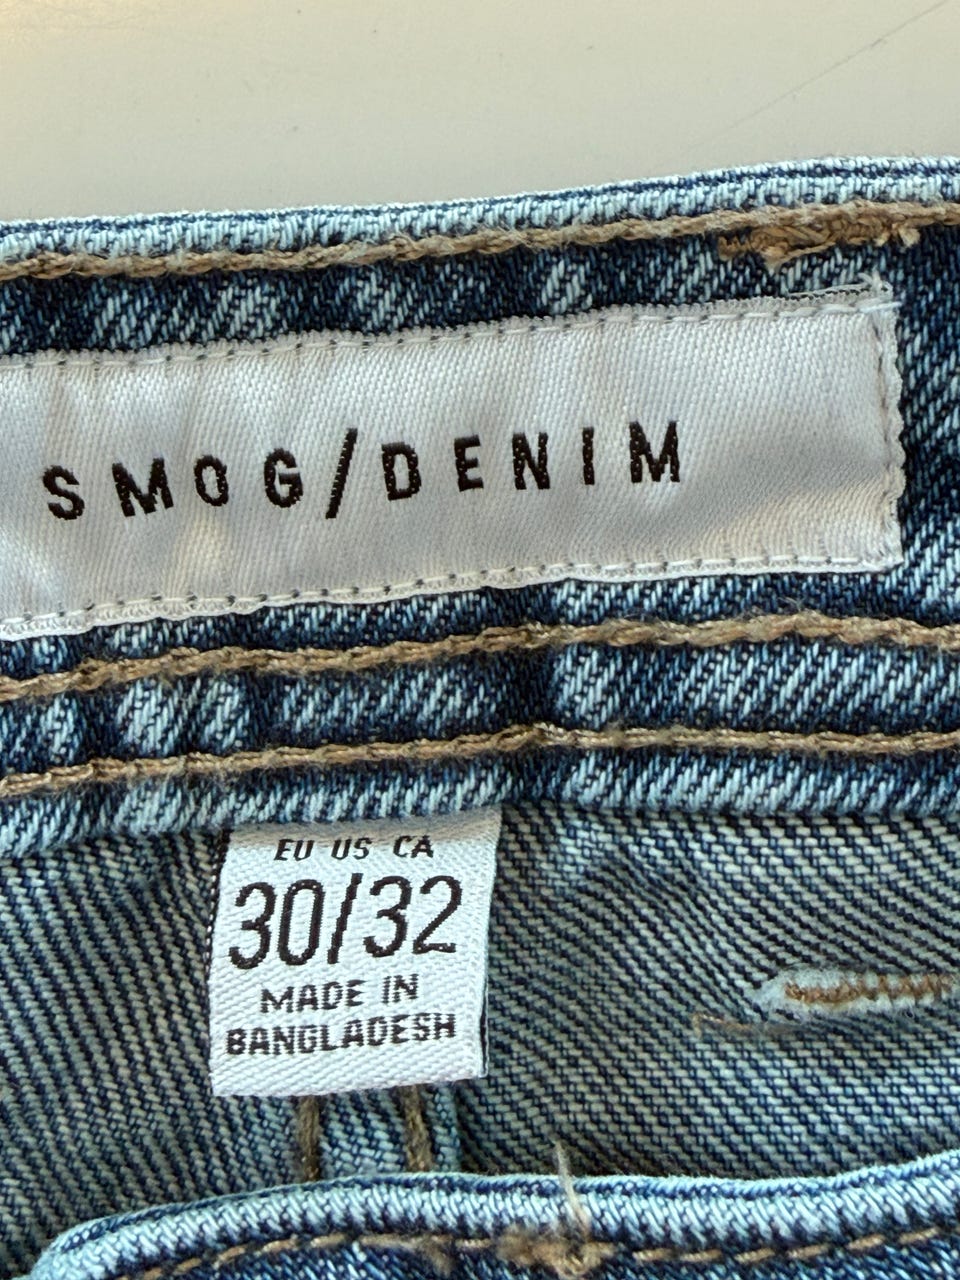 SMOG/DENIM
EU US CA
30/32
MADE IN
BANGLADESH